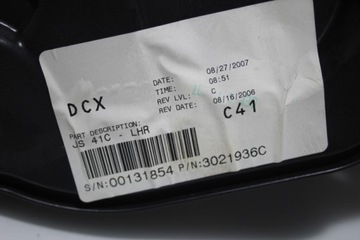 DCX
DATE: 08/27/2007
TIME: 08:51
REV LVL: C
REV DATE: 08/16/2006
C41
PART DESCRIPTION:
JS 41C - LHR
S/N:00131854 P/N:3021936C